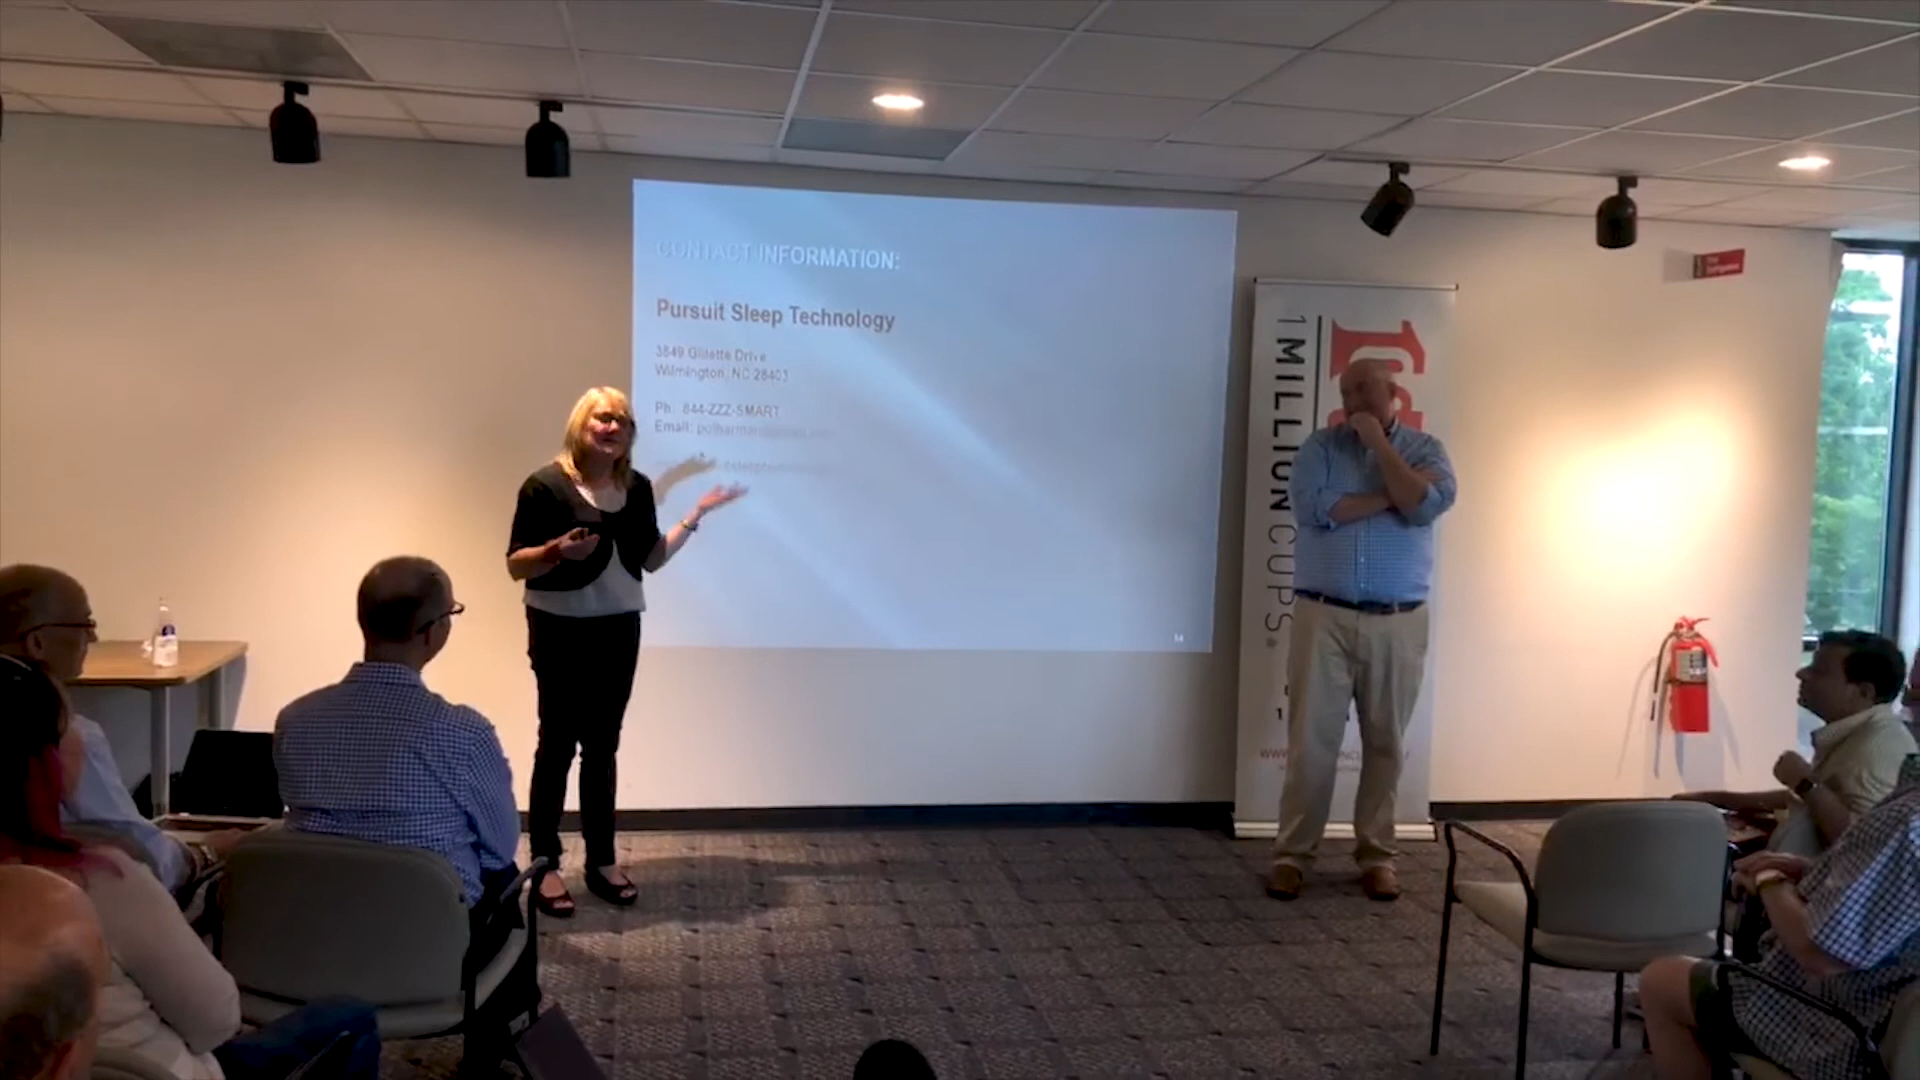 CONTACT INFORMATION:
Pursuit Sleep Technology
3849 Gillette Drive
Wilmington, NC 28403
Ph: 844-ZZZ-SMART
Email:
14
1 MILLION CUPS